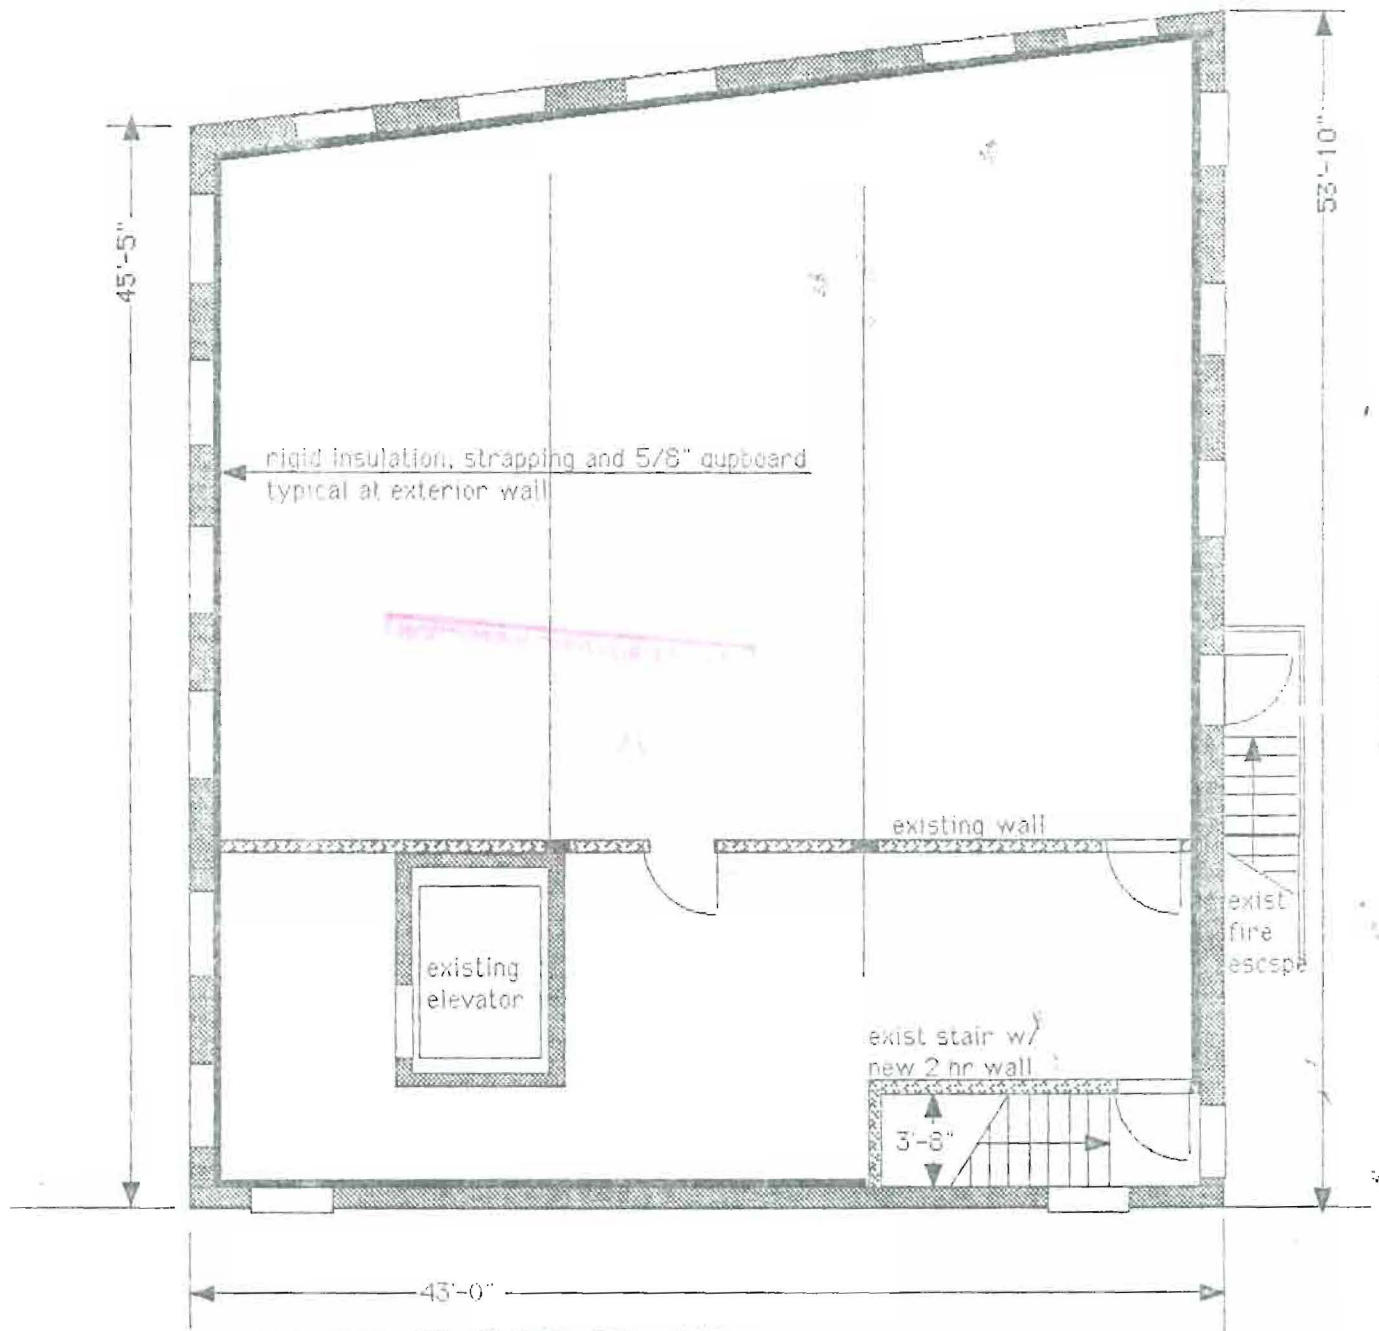 53'-10"
45'-5"
rigid insulation, strapping and 5/8" gupboard
typical at exterior wall
existing wall
exist
fire
escspe
existing
elevator
exist stair w/
new 2 hr wall
3'-8"
43'-0"